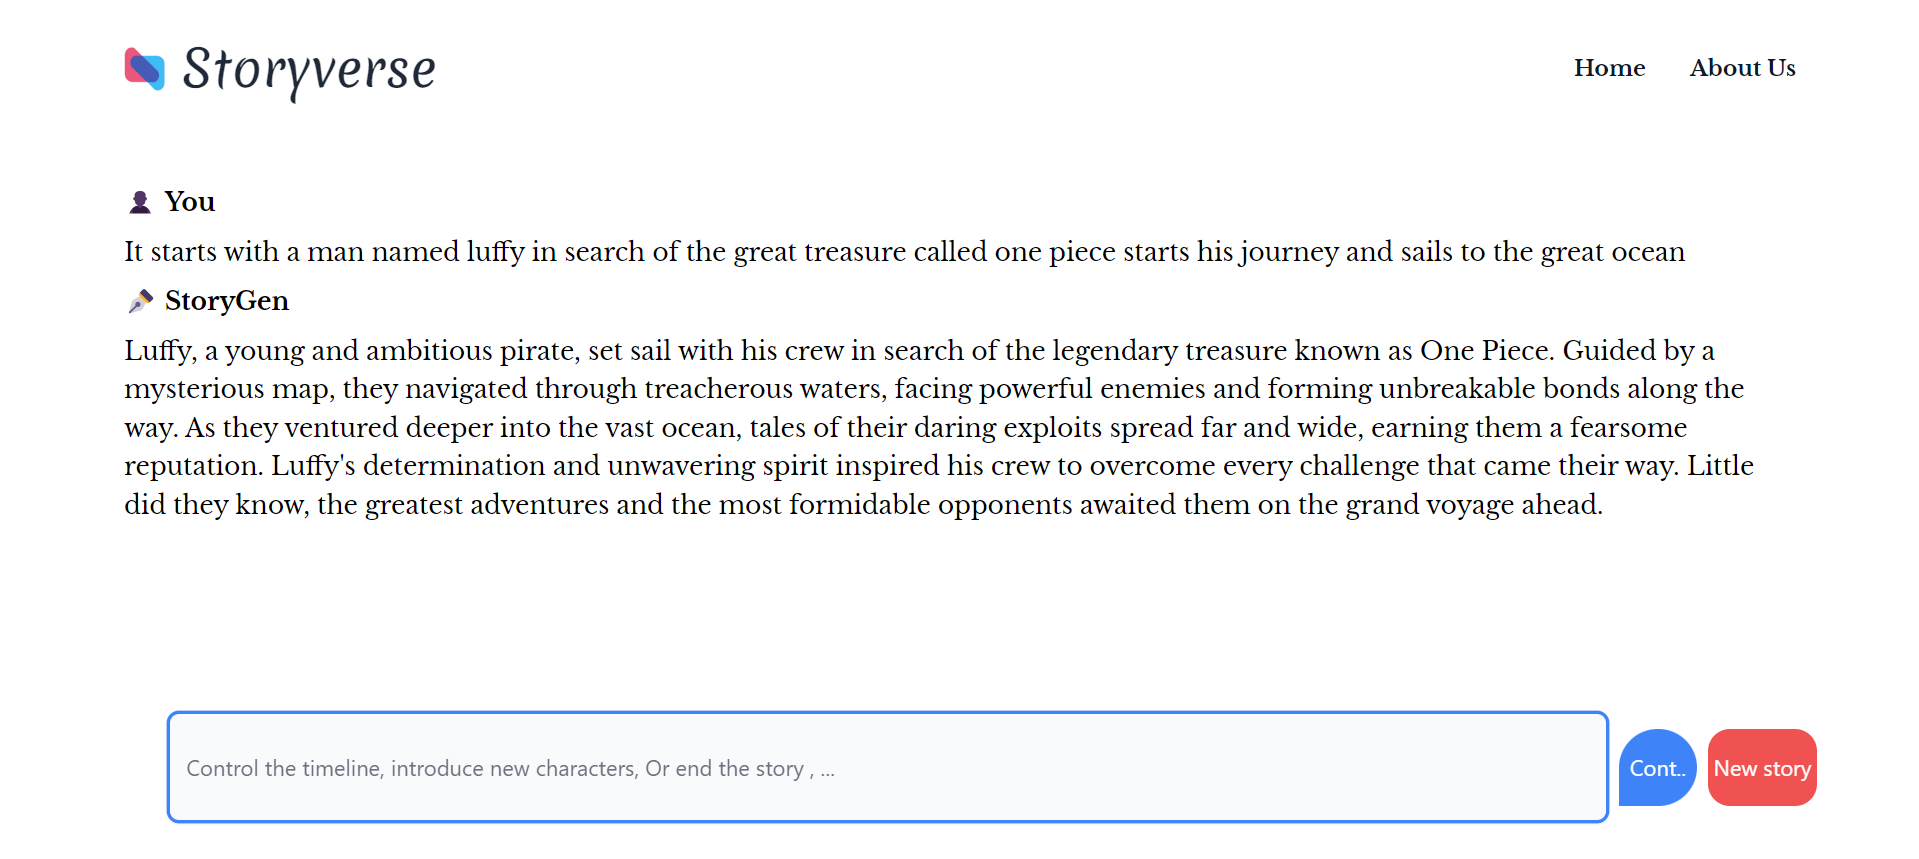 Storyverse
Home
About Us
You
It starts with a man named luffy in search of the great treasure called one piece starts his journey and sails to the great ocean
StoryGen
Luffy, a young and ambitious pirate, set sail with his crew in search of the legendary treasure known as One Piece. Guided by a
mysterious map, they navigated through treacherous waters, facing powerful enemies and forming unbreakable bonds along the
way. As they ventured deeper into the vast ocean, tales of their daring exploits spread far and wide, earning them a fearsome
reputation. Luffy's determination and unwavering spirit inspired his crew to overcome every challenge that came their way. Little
did they know, the greatest adventures and the most formidable opponents awaited them on the grand voyage ahead.
Control the timeline, introduce new characters, Or end the story , ...
Cont..
New story